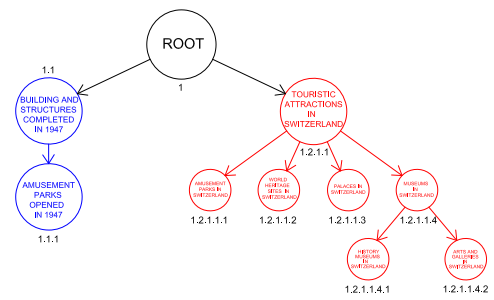 ROOT
1
1.1
BUILDING AND
STRUCTURES
COMPLETED
IN 1947
AMUSEMENT
PARKS
OPENED
IN 1947
1.1.1
TOURISTIC
ATTRACTIONS
IN
SWITZERLAND
1.2.1.1
AMUSEMENT
PARKS IN
SWITZERLAND
1.2.1.1.1
WORLD
HERITAGE
SITES IN
SWITZERLAND
1.2.1.1.2
PALACES IN
SWITZERLAND
1.2.1.1.3
MUSEUMS
IN
SWITZERLAND
1.2.1.1.4
HISTORY
MUSEUMS
IN
SWITZERLAND
1.2.1.1.4.1
ARTS AND
GALLERIES
IN
SWITZERLAND
1.2.1.1.4.2